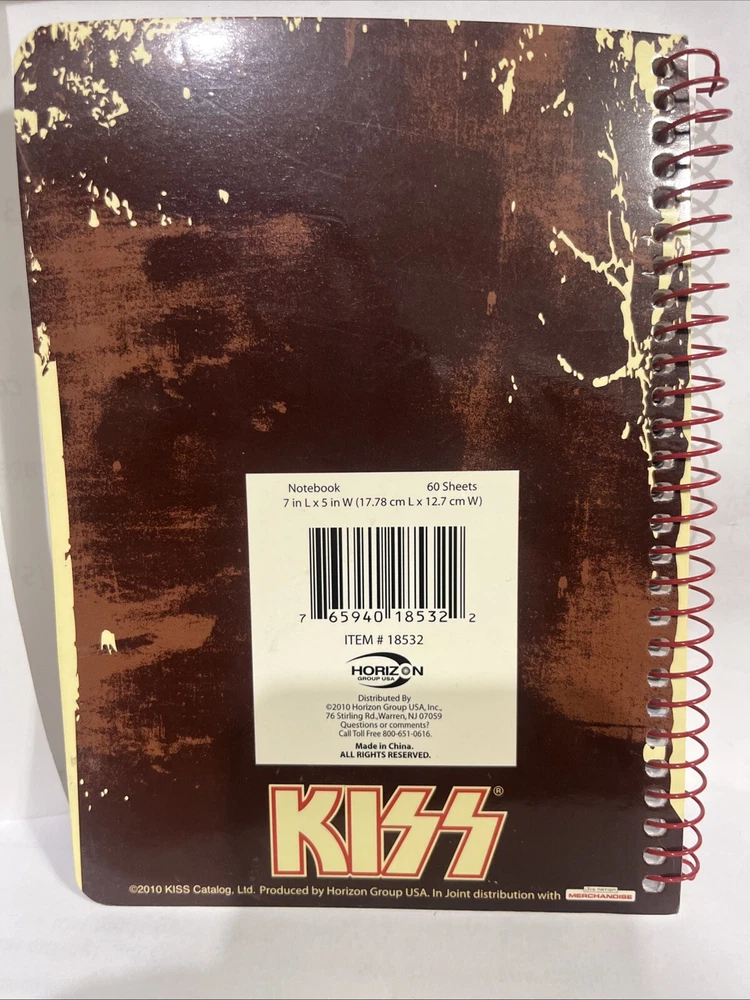 Notebook 60 Sheets
7 in L x 5 in W (17.78 cm L x 12.7 cm W)
7 65940 18532 2
ITEM # 18532
HORIZON
GROUP USA
Distributed By
©2010 Horizon Group USA, Inc.,
76 Stirling Rd.,Warren, NJ 07059
Questions or comments?
Call Toll Free 800-651-0616.
Made in China.
ALL RIGHTS RESERVED.
KISS®
©2010 KISS Catalog, Ltd. Produced by Horizon Group USA. In Joint distribution with
live nation
MERCHANDISE